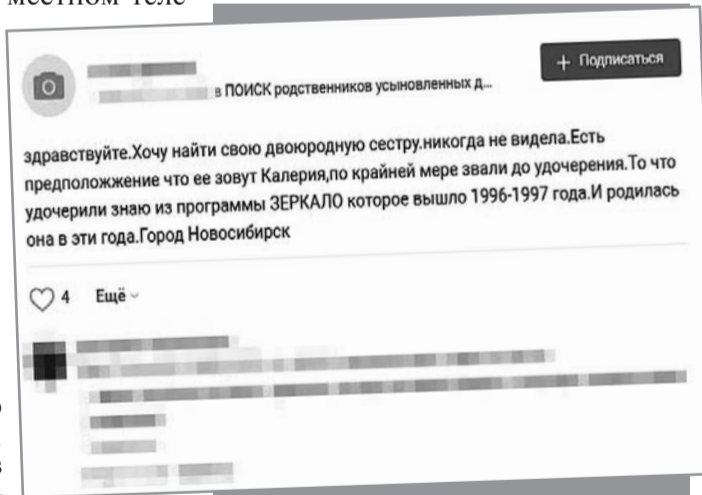 местном теле
+ Подписаться
в ПОИСК родственников усыновленных д...
здравствуйте.Хочу найти свою двоюродную сестру.никогда не видела.Есть
предположжение что ее зовут Калерия,по крайней мере звали до удочерения.То что
удочерили знаю из программы ЗЕРКАЛО которое вышло 1996-1997 года.И родилась
она в эти года.Город Новосибирск
4 Ещё